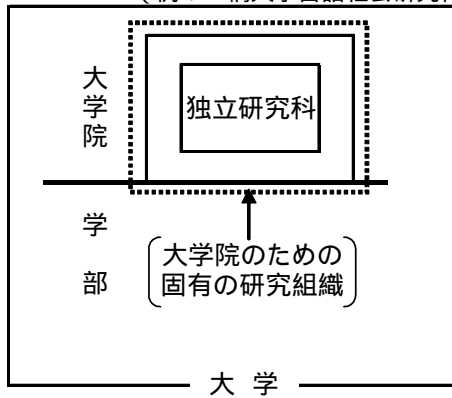 大学院
独立研究科
学部
大学院のための
固有の研究組織
大学